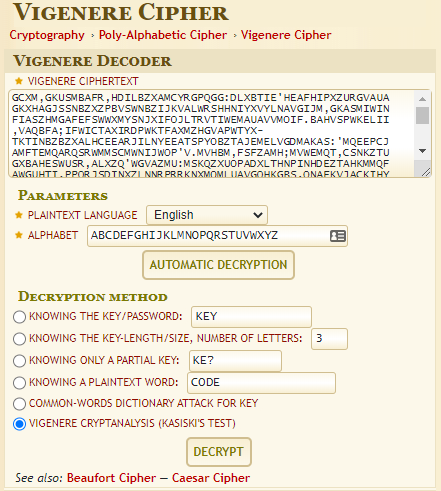 VIGENERE CIPHER
Cryptography › Poly-Alphabetic Cipher › Vigenere Cipher
VIGENERE DECODER
★ VIGENERE CIPHERTEXT
GCXM,GKUSMBAFR,HDILBZXAMCYRGPQGG:DLXBTIE'HEAFHIPXZURGVAUA
GKXHAGJSSNBZXZPBVSWNBZIJKVALWRSHHNIYXVYLNAVGIJM,GKASMIWIN
FIASZHMGAFEFSWWXMYSNJXIFOJLTRVTIWEMAUAVVMOIF.BAHVSPWKELII
,VAQBFA;IFWICTAXIRDPWKTFAXMZHGVAPWTYX-
TKTINBZBZXALHCEEARJILNYEEATSPYOBZTAJEMELVGDMAKAS:'MQEEPCJ
AMFTEMQARQSRWMMSCMWNIJWOP'V.MVHBM,FSFZAMH;MVWEMQT,CSNKZTU
GXBAHESWUSR,ALXZQ'WGVAZMU:MSKQZXUOPADXLTHNPINHDEZTAHKMMQF
PARAMETERS
★ PLAINTEXT LANGUAGE English
★ ALPHABET ABCDEFGHIJKLMNOPQRSTUVWXYZ
AUTOMATIC DECRYPTION
DECRYPTION METHOD
KNOWING THE KEY/PASSWORD: KEY
KNOWING THE KEY-LENGTH/SIZE, NUMBER OF LETTERS: 3
KNOWING ONLY A PARTIAL KEY: KE?
KNOWING A PLAINTEXT WORD: CODE
COMMON-WORDS DICTIONARY ATTACK FOR KEY
VIGENERE CRYPTANALYSIS (KASISKI'S TEST)
DECRYPT
See also: Beaufort Cipher — Caesar Cipher